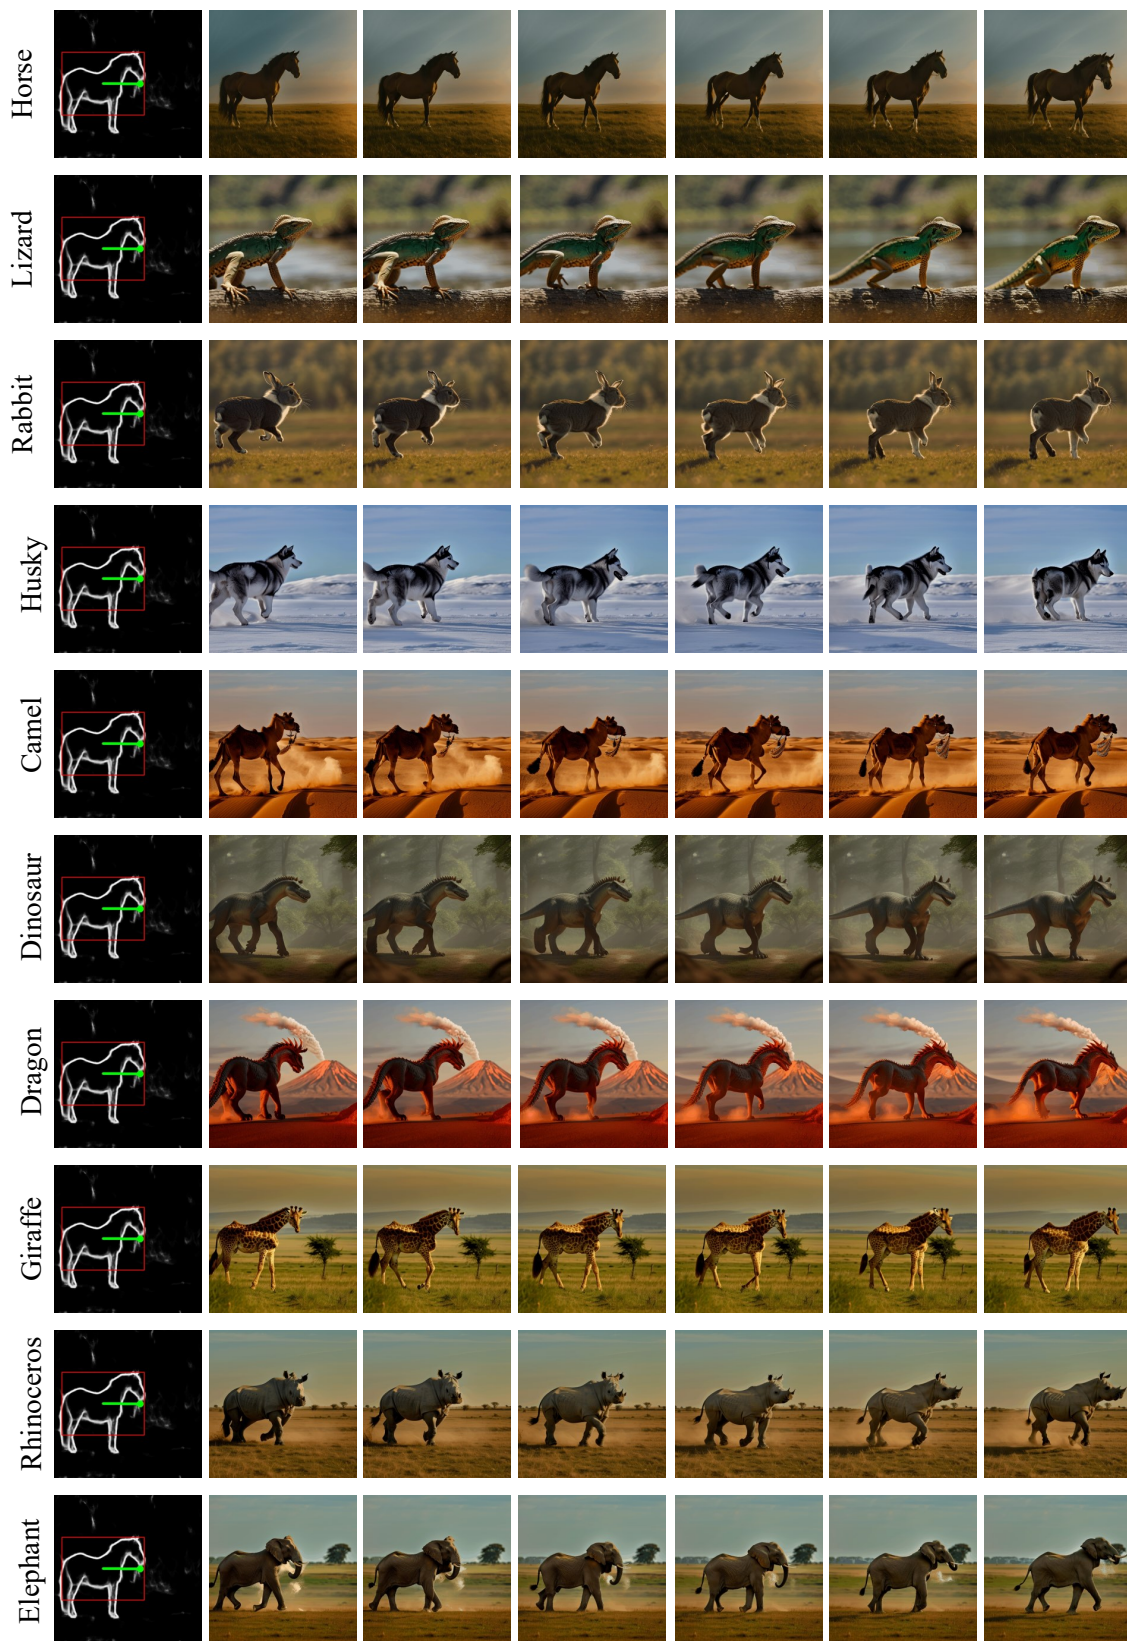 Horse
Lizard
Rabbit
Husky
Camel
Dinosaur
Dragon
Giraffe
Rhinoceros
Elephant